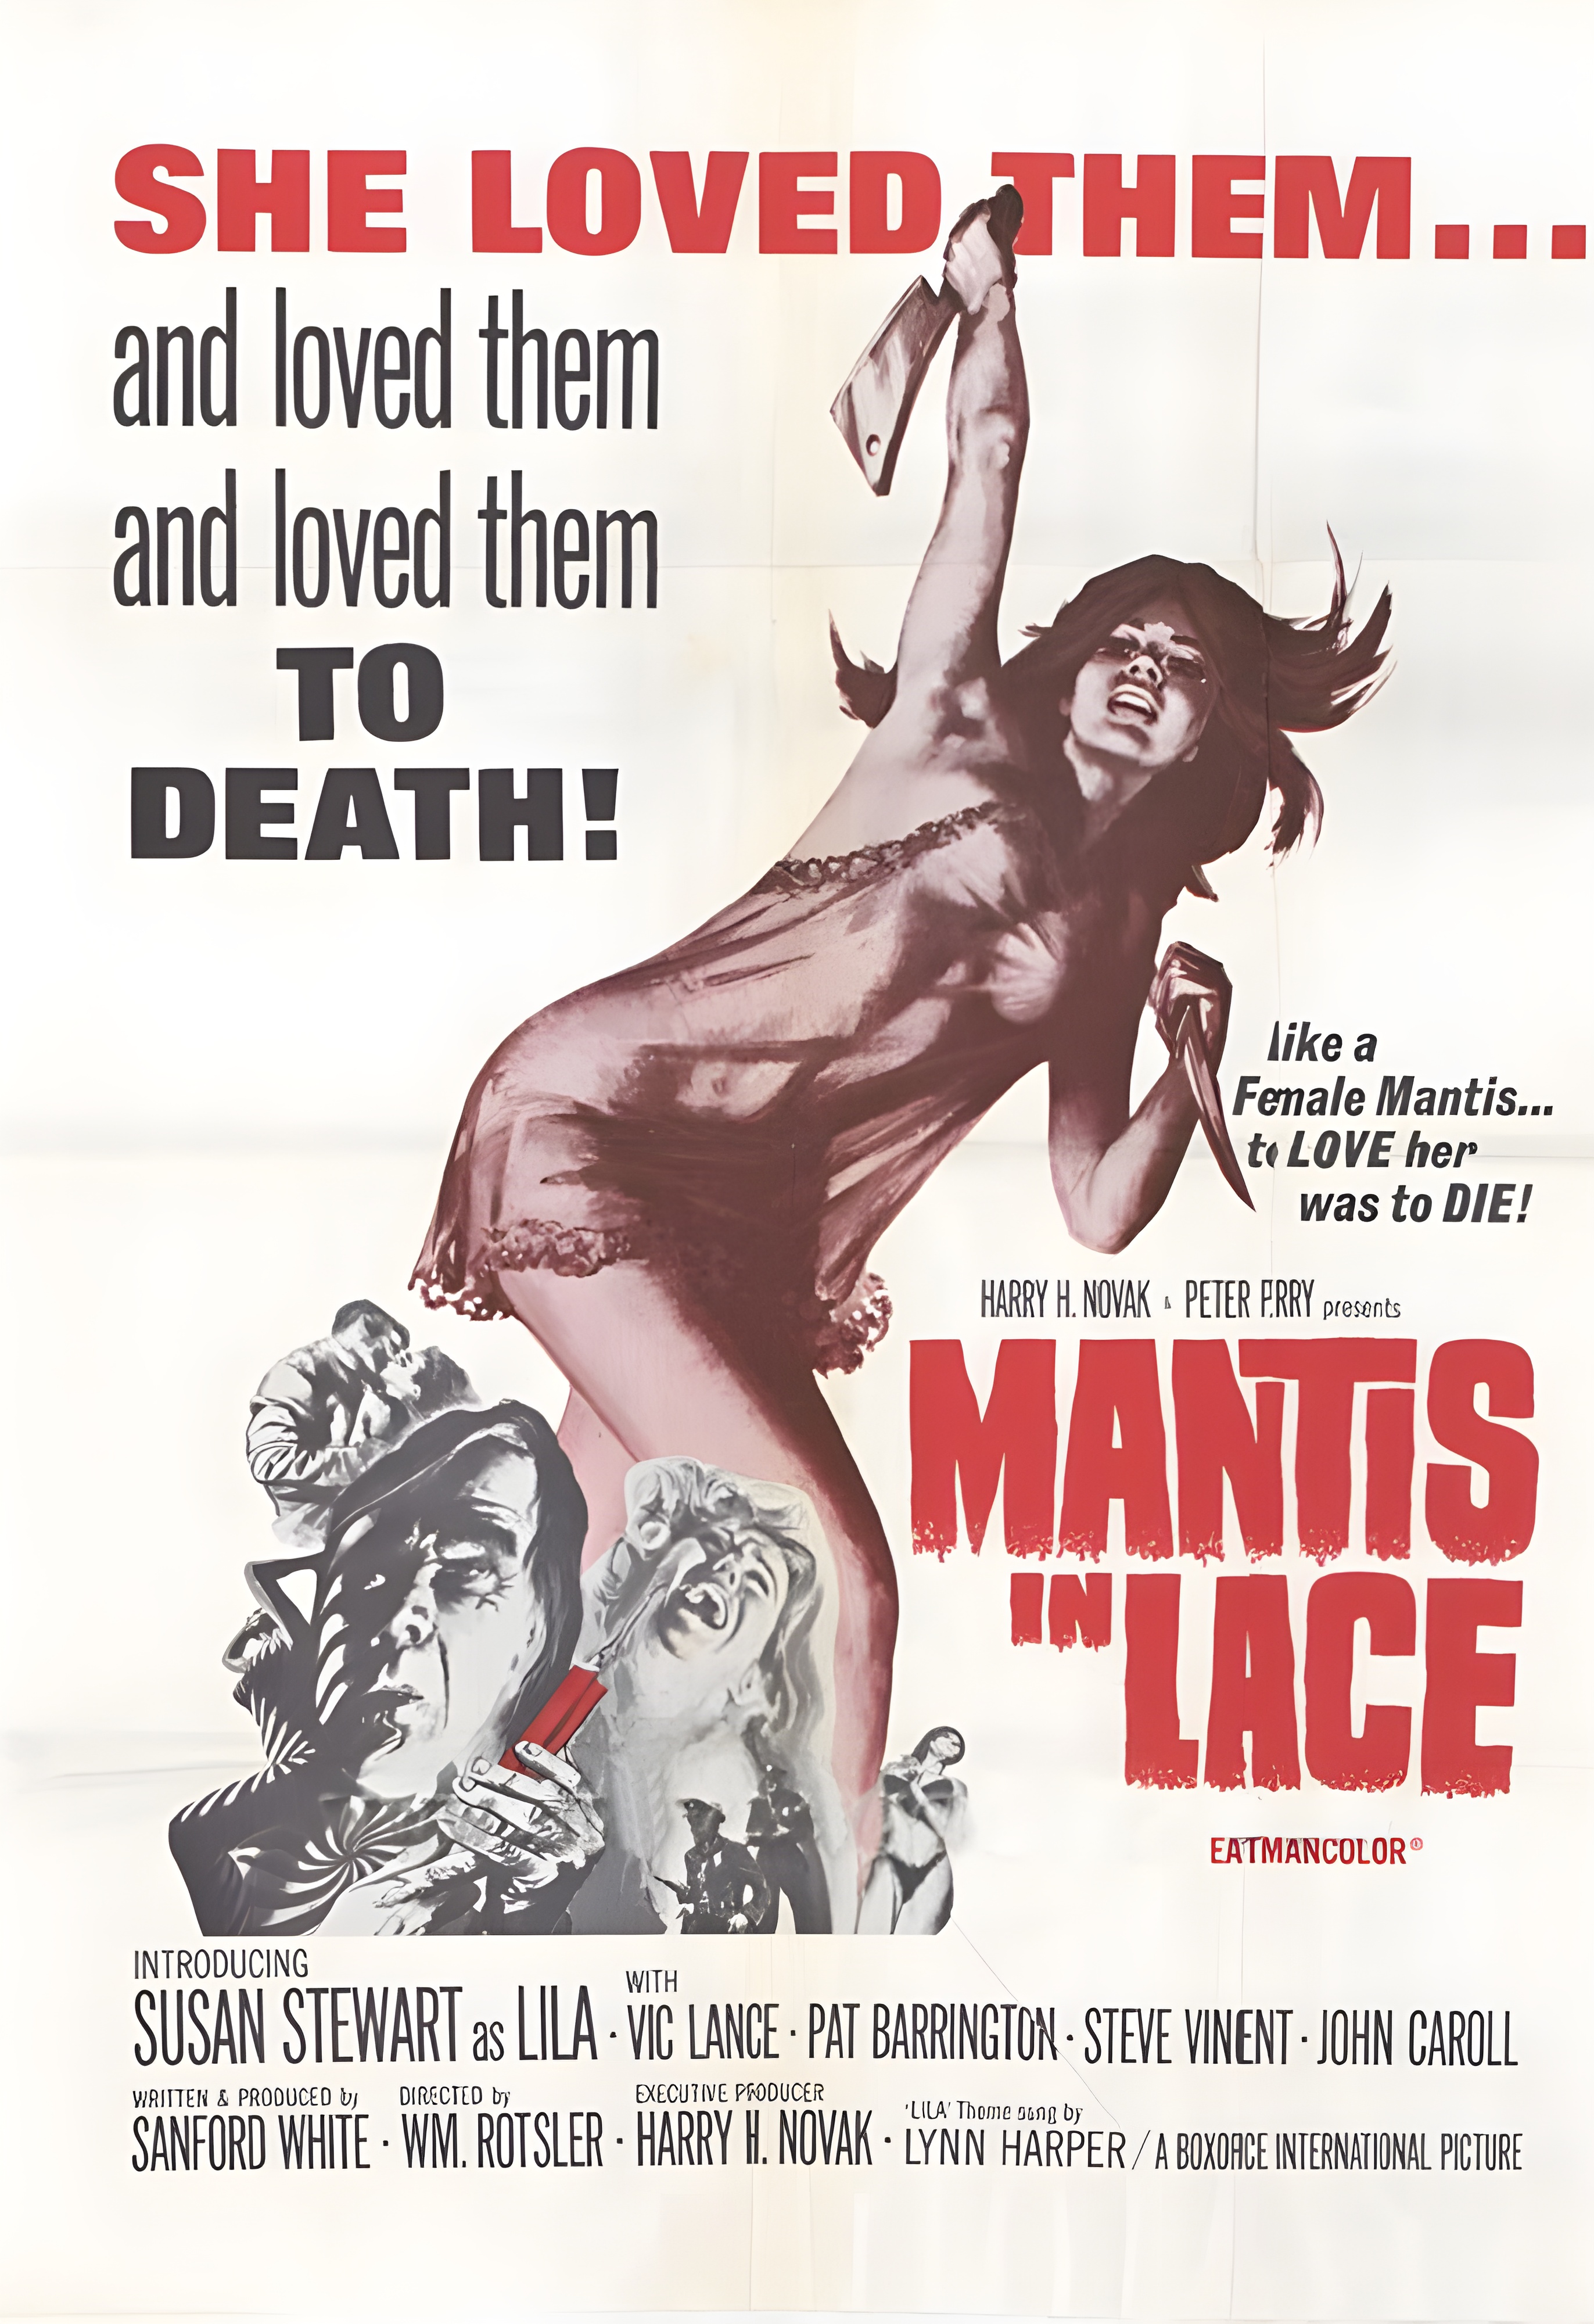 SHE LOVED THEM...
and loved them
and loved them
TO
DEATH!
like a
Female Mantis...
to LOVE her
was to DIE!
HARRY H. NOVAK & PETER PERRY presents
MANTIS
IN LACE
EATMANCOLOR
INTRODUCING
SUSAN STEWART as LILA · WITH VIC LANCE · PAT BARRINGTON · STEVE VINCENT · JOHN CAROLL
WRITTEN & PRODUCED by SANFORD WHITE · DIRECTED by WM. ROTSLER · EXECUTIVE PRODUCER HARRY H. NOVAK · 'LILA' Theme song by LYNN HARPER / A BOXOFFICE INTERNATIONAL PICTURE